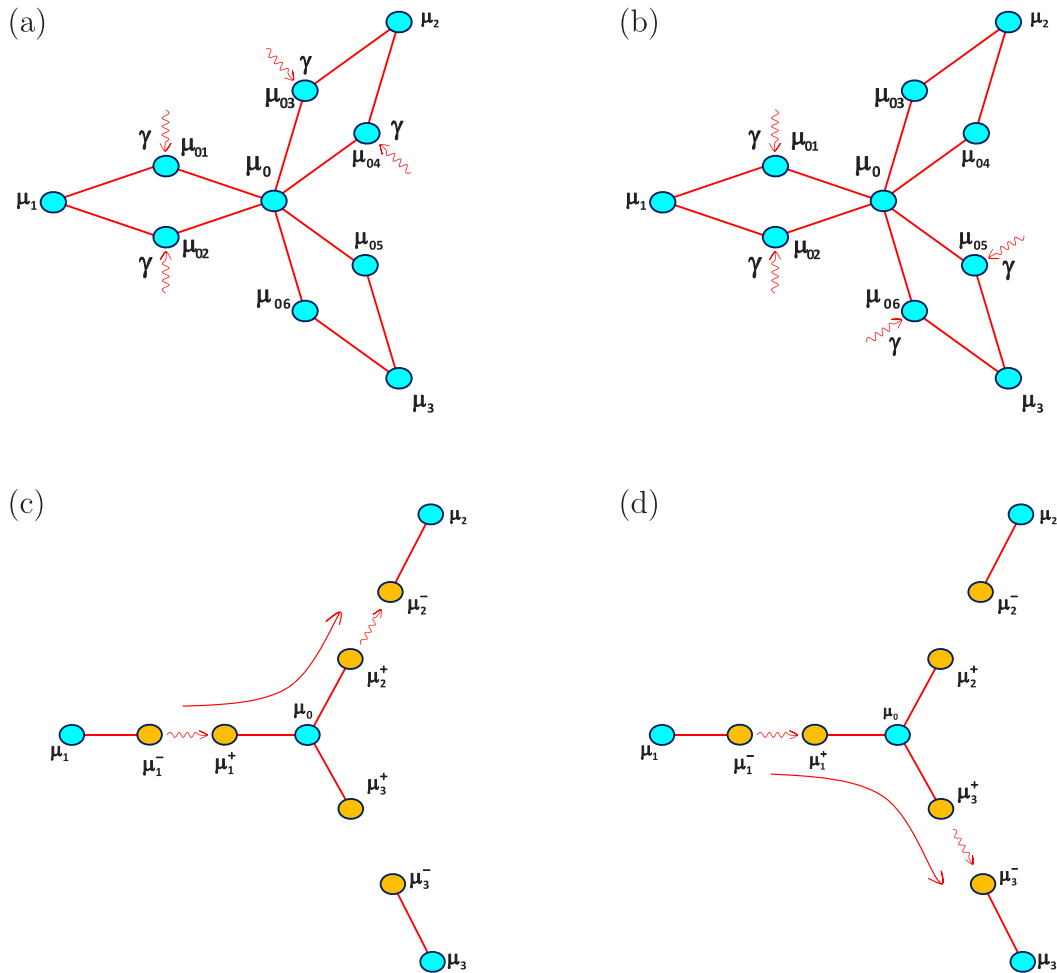 (a)
μ₂
γ
μ₀₃
γ
μ₀₄
γ
μ₀₁
μ₀
μ₁
μ₀₂
γ
μ₀₅
μ₀₆
μ₃
(b)
μ₂
μ₀₃
μ₀₄
γ
μ₀₁
μ₀
μ₁
μ₀₂
γ
μ₀₅
γ
μ₀₆
γ
μ₃
(c)
μ₂
μ₂⁻
μ₂⁺
μ₀
μ₁
μ₁⁻
μ₁⁺
μ₃⁺
μ₃⁻
μ₃
(d)
μ₂
μ₂⁻
μ₂⁺
μ₀
μ₁
μ₁⁻
μ₁⁺
μ₃⁺
μ₃⁻
μ₃